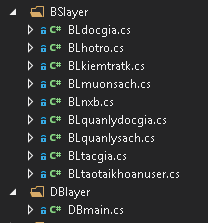 BSlayer
C# BLdocgia.cs
C# BLhotro.cs
C# BLkiemtratk.cs
C# BLmuonsach.cs
C# BLnxb.cs
C# BLquanlydocgia.cs
C# BLquanlysach.cs
C# BLtacgia.cs
C# BLtaotaikhoanuser.cs
DBlayer
C# DBmain.cs